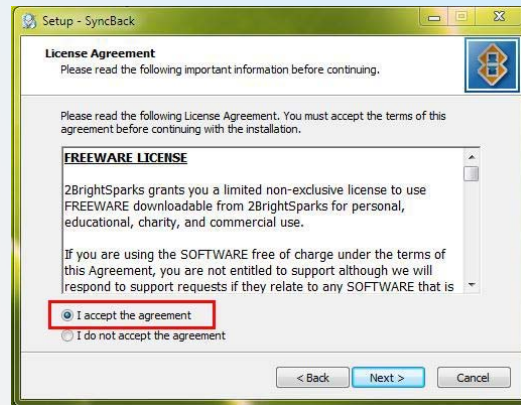 Setup - SyncBack
License Agreement
Please read the following important information before continuing.
Please read the following License Agreement. You must accept the terms of this
agreement before continuing with the installation.
FREEWARE LICENSE
2BrightSparks grants you a limited non-exclusive license to use
FREEWARE downloadable from 2BrightSparks for personal,
educational, charity, and commercial use.
If you are using the SOFTWARE free of charge under the terms of
this Agreement, you are not entitled to support although we will
respond to support requests if they relate to any SOFTWARE that is
I accept the agreement
I do not accept the agreement
< Back
Next >
Cancel